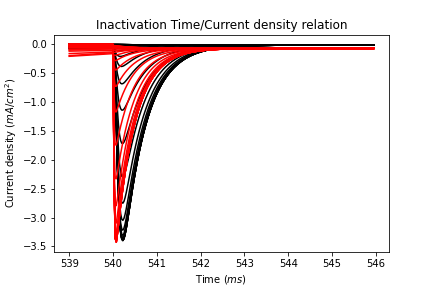 Inactivation Time/Current density relation
Current density (mA/cm²)
0.0
−0.5
−1.0
−1.5
−2.0
−2.5
−3.0
−3.5
539 540 541 542 543 544 545 546
Time (ms)